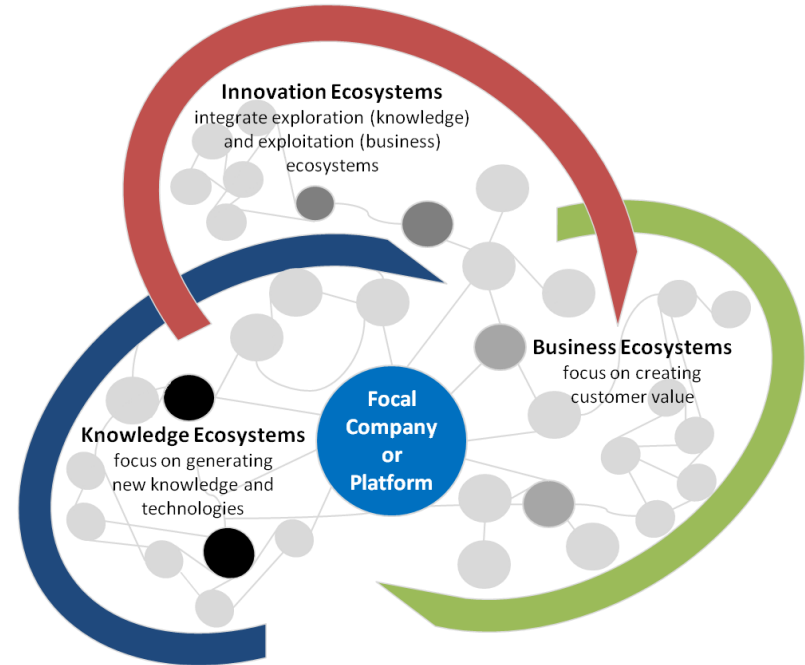 Innovation Ecosystems
integrate exploration (knowledge)
and exploitation (business)
ecosystems
Business Ecosystems
focus on creating
customer value
Focal
Company
or
Platform
Knowledge Ecosystems
focus on generating
new knowledge and
technologies